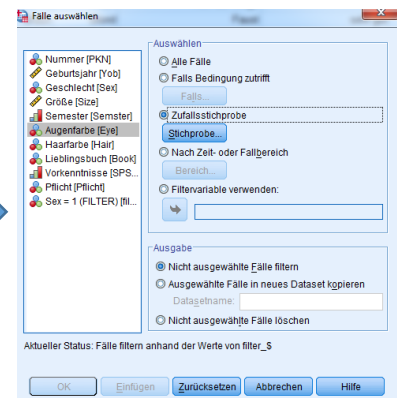 Fälle auswählen
Nummer [PKN]
Geburtsjahr [Yob]
Geschlecht [Sex]
Größe [Size]
Semester [Semster]
Augenfarbe [Eye]
Haarfarbe [Hair]
Lieblingsbuch [Book]
Vorkenntnisse [SPS...
Pflicht [Pflicht]
Sex = 1 (FILTER) [fil...
Auswählen
Alle Fälle
Falls Bedingung zutrifft
Falls...
Zufallsstichprobe
Stichprobe...
Nach Zeit- oder Fallbereich
Bereich...
Filtervariable verwenden:
Ausgabe
Nicht ausgewählte Fälle filtern
Ausgewählte Fälle in neues Dataset kopieren
Datasetname:
Nicht ausgewählte Fälle löschen
Aktueller Status: Fälle filtern anhand der Werte von filter_$
OK Einfügen Zurücksetzen Abbrechen Hilfe